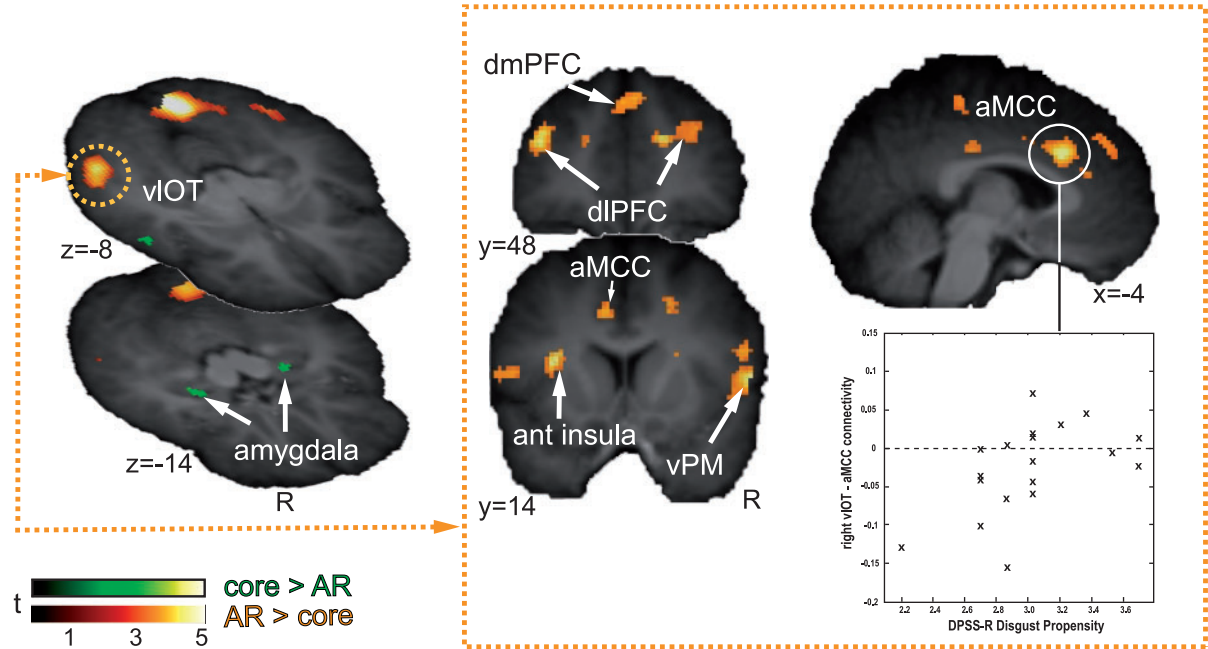 vIOT
z=-8
amygdala
z=-14
R
t
core > AR
AR > core
1 3 5
dmPFC
dlPFC
y=48
aMCC
ant insula
vPM
y=14
R
aMCC
x=-4
0.15
0.1
0.05
0
-0.05
-0.1
-0.15
-0.2
right vIOT - aMCC connectivity
2.2 2.4 2.6 2.8 3.0 3.2 3.4 3.6
DPSS-R Disgust Propensity